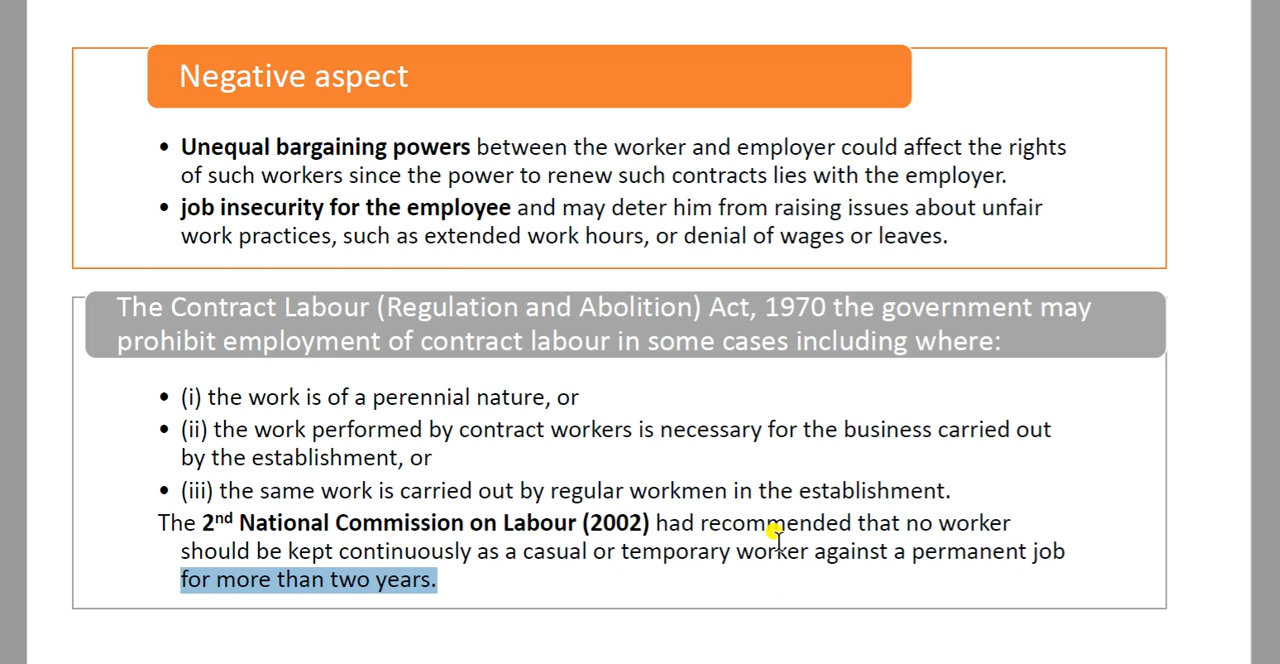 Negative aspect
• Unequal bargaining powers between the worker and employer could affect the rights
of such workers since the power to renew such contracts lies with the employer.
• job insecurity for the employee and may deter him from raising issues about unfair
work practices, such as extended work hours, or denial of wages or leaves.
The Contract Labour (Regulation and Abolition) Act, 1970 the government may
prohibit employment of contract labour in some cases including where:
• (i) the work is of a perennial nature, or
• (ii) the work performed by contract workers is necessary for the business carried out
by the establishment, or
• (iii) the same work is carried out by regular workmen in the establishment.
The 2nd National Commission on Labour (2002) had recommended that no worker
should be kept continuously as a casual or temporary worker against a permanent job
for more than two years.